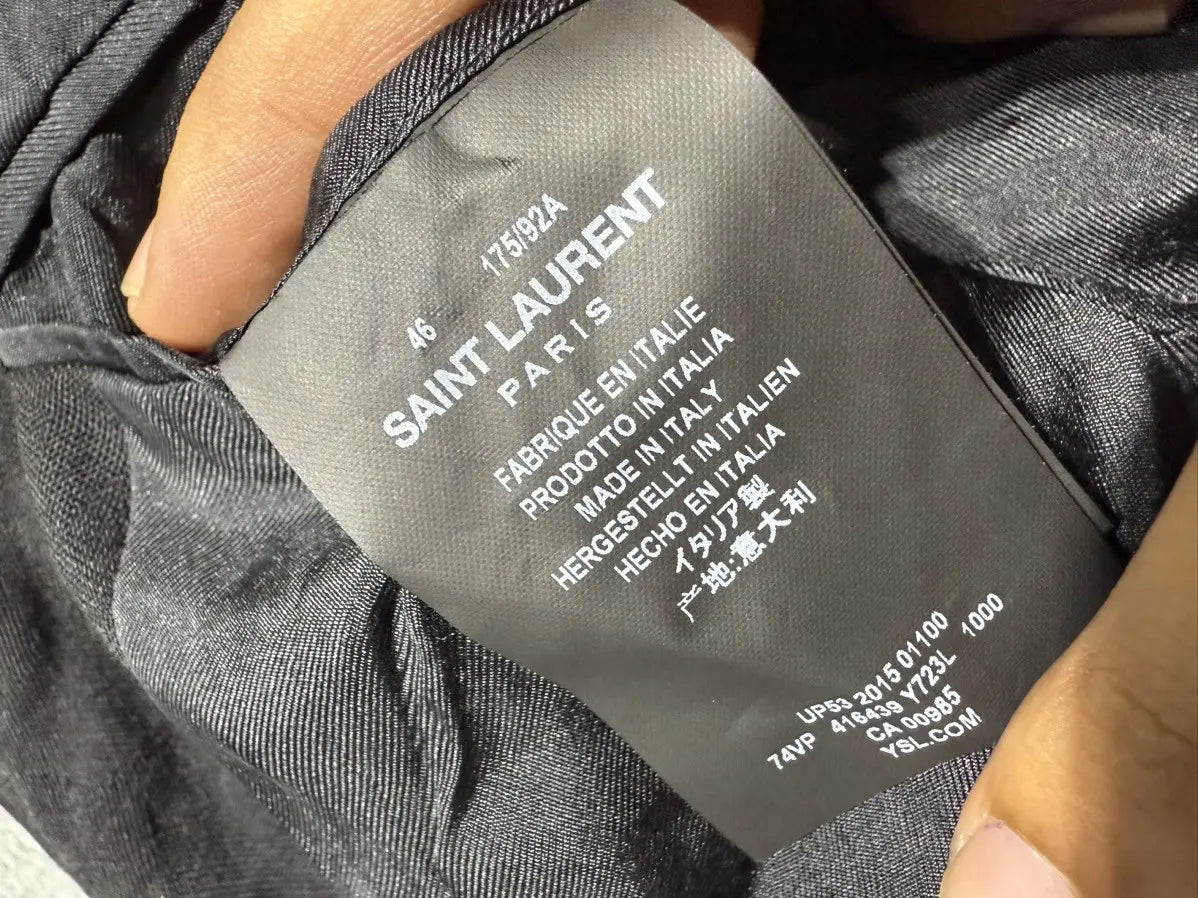 46 175/92A
SAINT LAURENT
PARIS
FABRIQUE EN ITALIE
PRODOTTO IN ITALIA
MADE IN ITALY
HERGESTELLT IN ITALIEN
HECHO EN ITALIA
イタリア製
产地:意大利
UP53 2015 01100
74VP 416439 Y723L 1000
CA 00985
YSL.COM